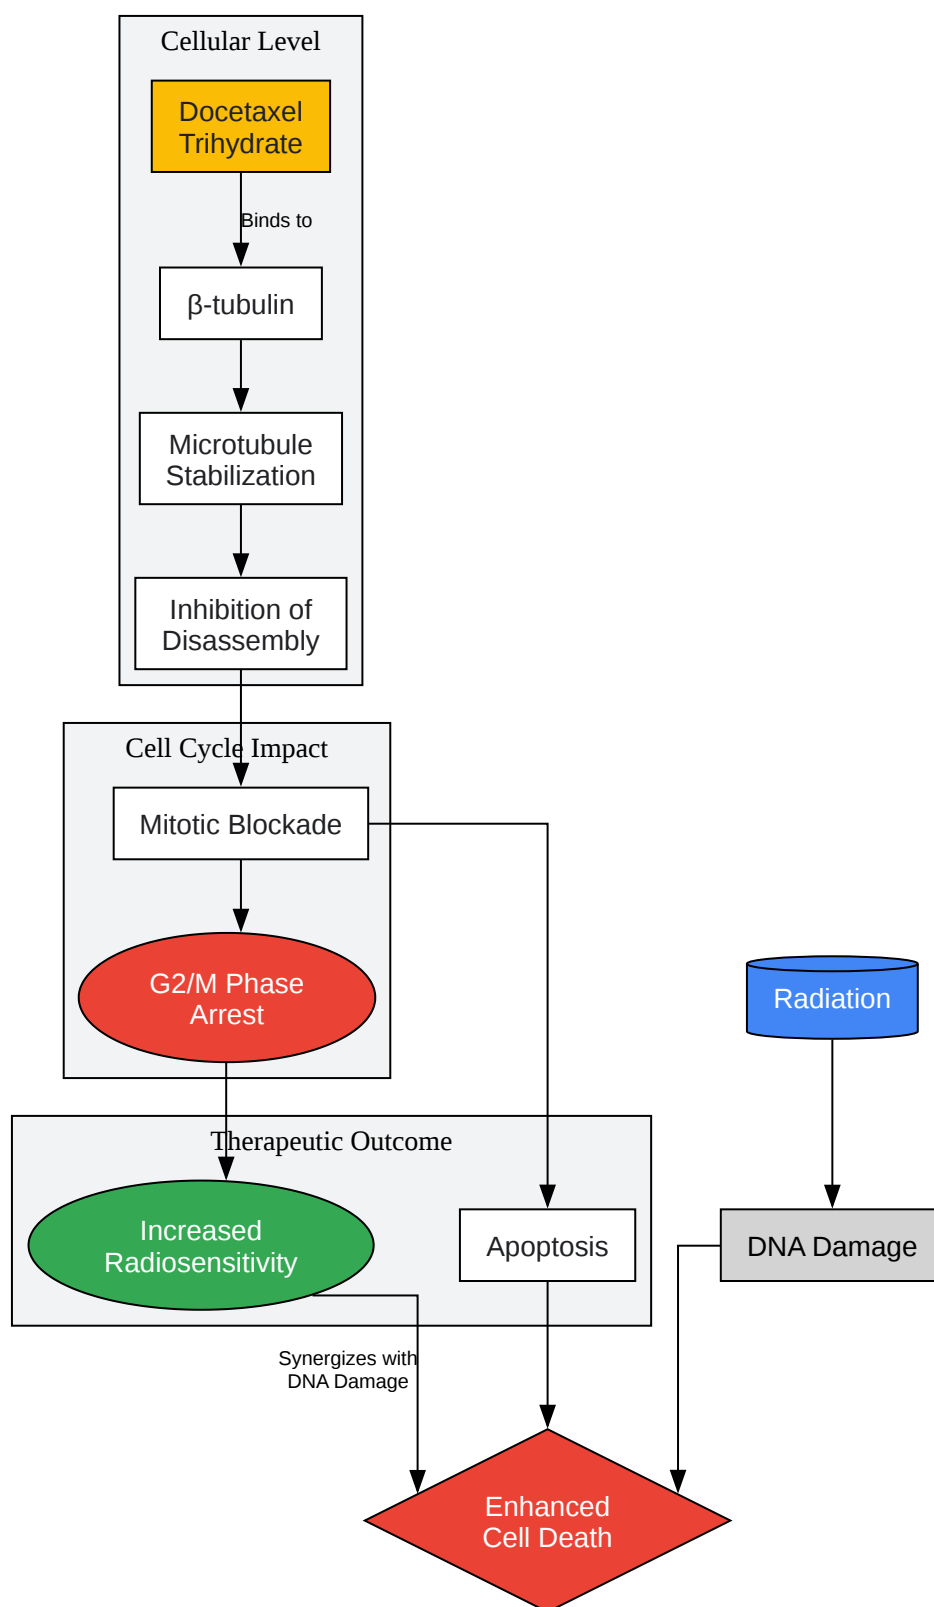 Cellular Level
Docetaxel
Trihydrate
Binds to
β-tubulin
Microtubule
Stabilization
Inhibition of
Disassembly
Cell Cycle Impact
Mitotic Blockade
G2/M Phase
Arrest
Radiation
Therapeutic Outcome
Increased
Radiosensitivity
Apoptosis
DNA Damage
Synergizes with
DNA Damage
Enhanced
Cell Death